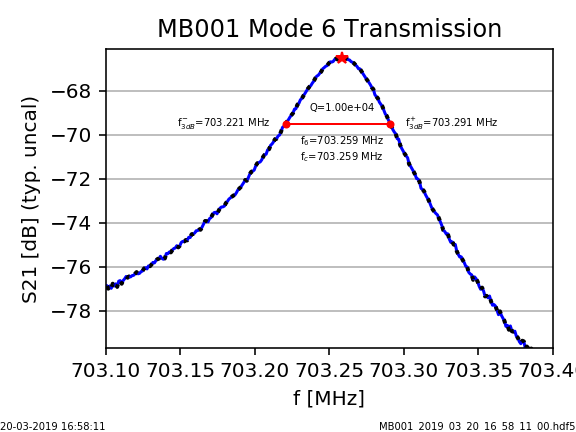 MB001 Mode 6 Transmission
S21 [dB] (typ. uncal)
−68
−70
−72
−74
−76
−78
Q=1.00e+04
f⁻3dB=703.221 MHz
f⁺3dB=703.291 MHz
f6=703.259 MHz
fc=703.259 MHz
703.10 703.15 703.20 703.25 703.30 703.35 703.40
f [MHz]
20-03-2019 16:58:11
MB001_2019_03_20_16_58_11_00.hdf5